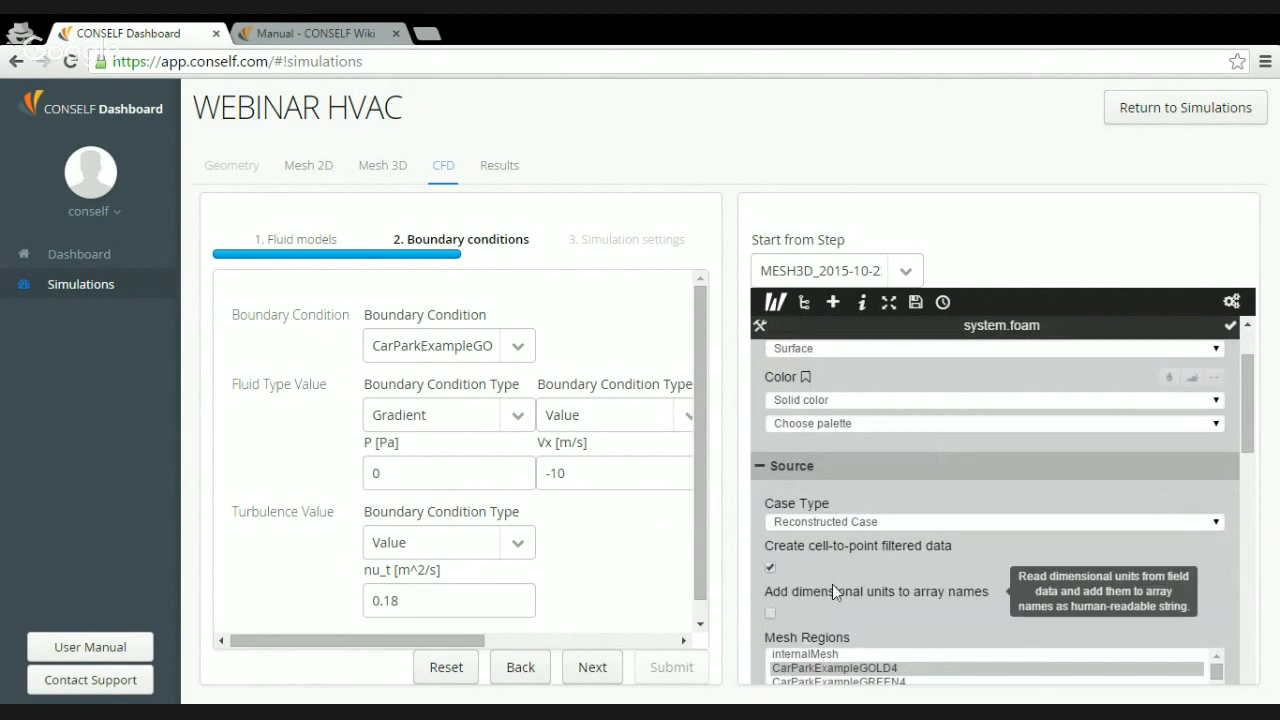 CONSELF Dashboard
Manual - CONSELF Wiki
Google
https://app.conself.com/#!simulations
CONSELF Dashboard
conself
Dashboard
Simulations
User Manual
Contact Support
WEBINAR HVAC
Return to Simulations
Geometry
Mesh 2D
Mesh 3D
CFD
Results
1. Fluid models
2. Boundary conditions
3. Simulation settings
Boundary Condition
Boundary Condition
CarParkExampleGO
Fluid Type Value
Boundary Condition Type
Boundary Condition Type
Gradient
Value
P [Pa]
Vx [m/s]
0
-10
Turbulence Value
Boundary Condition Type
Value
nu_t [m^2/s]
0.18
Reset
Back
Next
Submit
Start from Step
MESH3D_2015-10-2
system.foam
Surface
Color
Solid color
Choose palette
Source
Case Type
Reconstructed Case
Create cell-to-point filtered data
Add dimensional units to array names
Read dimensional units from field
data and add them to array
names as human-readable string.
Mesh Regions
internalMesh
CarParkExampleGOLD4
CarParkExampleGREEN4